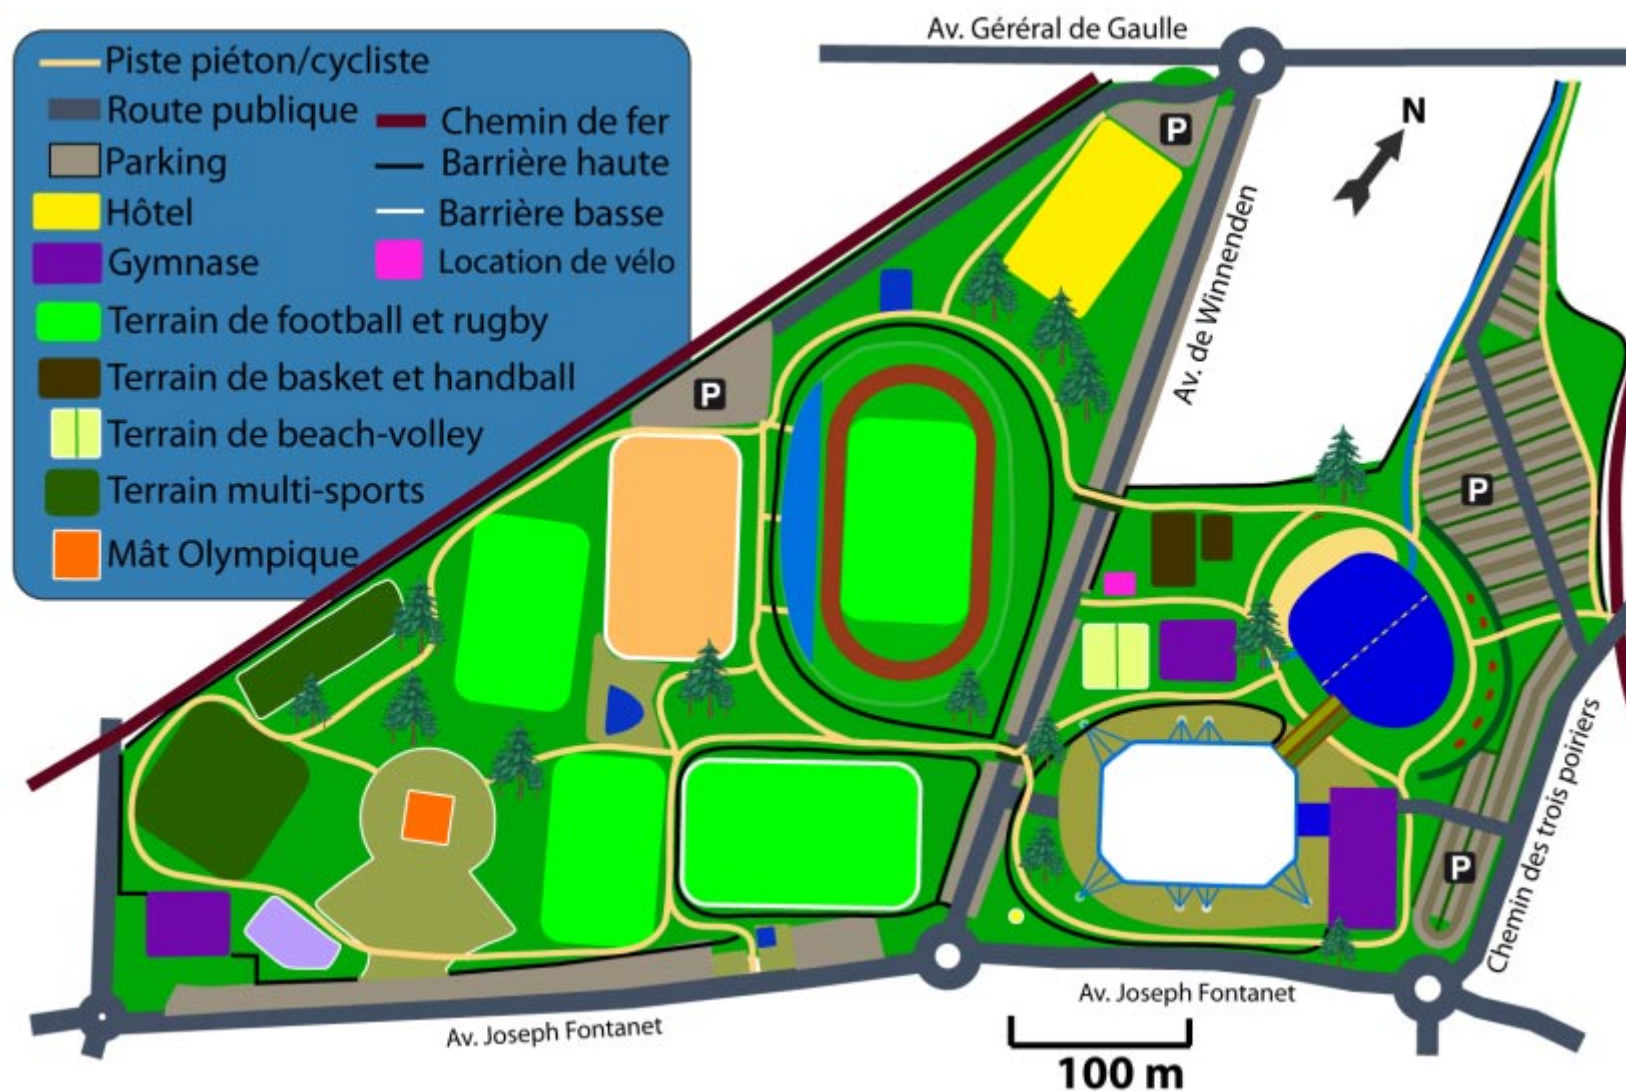 Piste piéton/cycliste
Route publique
Parking
Hôtel
Gymnase
Chemin de fer
Barrière haute
Barrière basse
Location de vélo
Terrain de football et rugby
Terrain de basket et handball
Terrain de beach-volley
Terrain multi-sports
Mât Olympique
Av. Géréral de Gaulle
N
P
Av. de Winnenden
P
P
P
Chemin des trois poiriers
Av. Joseph Fontanet
Av. Joseph Fontanet
100 m